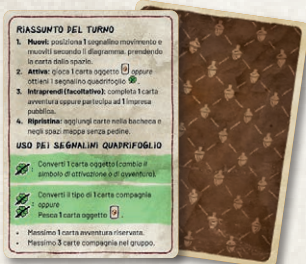 RIASSUNTO DEL TURNO
1. Muovi: posiziona 1 segnalino movimento e
muoviti secondo il diagramma, prendendo
la carta dallo spazio.
2. Attiva: gioca 1 carta oggetto oppure
ottieni 1 segnalino quadrifoglio
3. Intraprendi (facoltativo): completa 1 carta
avventura oppure partecipa ad 1 impresa
pubblica.
4. Ripristina: aggiungi carte nella bacheca e
negli spazi mappa senza pedine.
USO DEI SEGNALINI QUADRIFOGLIO
: Converti 1 carta oggetto (cambia il
simbolo di attivazione o di avventura).
Converti il tipo di 1 carta compagnia
: oppure
Pesca 1 carta oggetto .
• Massimo 1 carta avventura riservata.
• Massimo 3 carte compagnia nel gruppo.